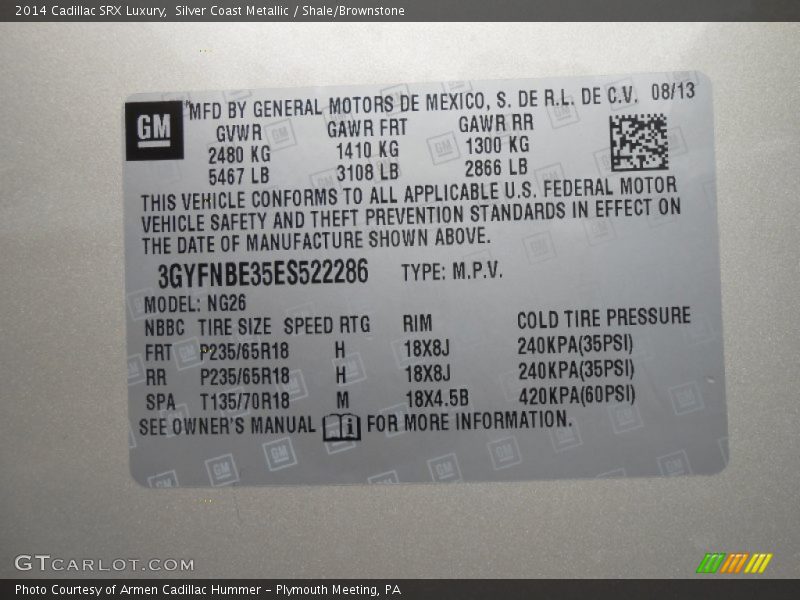 2014 Cadillac SRX Luxury,  Silver Coast Metallic / Shale/Brownstone
GM
*MFD BY GENERAL MOTORS DE MEXICO, S. DE R.L. DE C.V. 08/13
GVWR GAWR FRT GAWR RR
2480 KG 1410 KG 1300 KG
5467 LB 3108 LB 2866 LB
THIS VEHICLE CONFORMS TO ALL APPLICABLE U.S. FEDERAL MOTOR
VEHICLE SAFETY AND THEFT PREVENTION STANDARDS IN EFFECT ON
THE DATE OF MANUFACTURE SHOWN ABOVE.
3GYFNBE35ES522286 TYPE: M.P.V.
MODEL: NG26
NBBC TIRE SIZE SPEED RTG RIM COLD TIRE PRESSURE
FRT P235/65R18 H 18X8J 240KPA(35PSI)
RR P235/65R18 H 18X8J 240KPA(35PSI)
SPA T135/70R18 M 18X4.5B 420KPA(60PSI)
SEE OWNER'S MANUAL i FOR MORE INFORMATION.
GTCARLOT.COM
Photo Courtesy of Armen Cadillac Hummer – Plymouth Meeting, PA